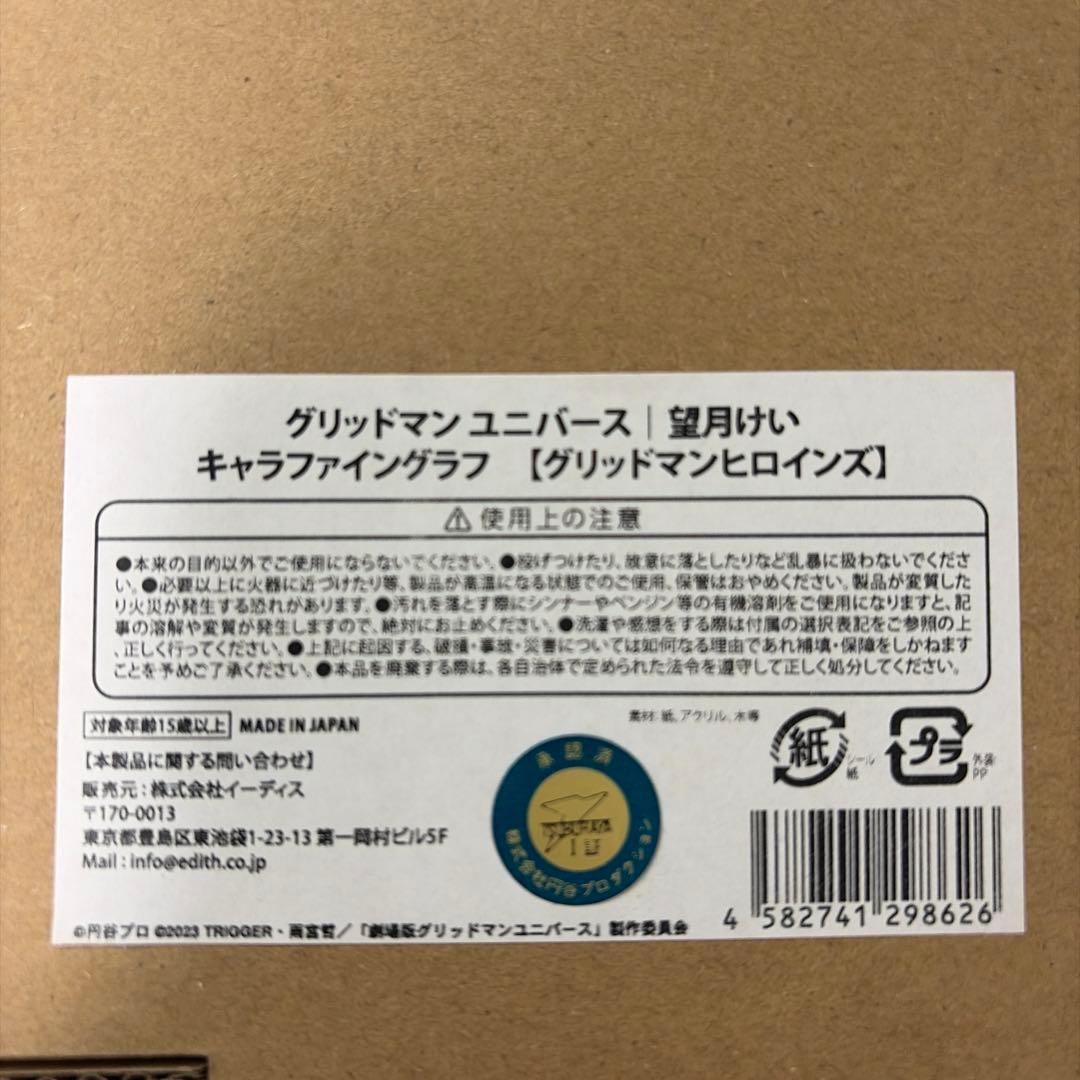 グリッドマン ユニバース｜望月けい
キャラファイングラフ 【グリッドマンヒロインズ】
⚠ 使用上の注意
●本来の目的以外でご使用にならないでください。●投げつけたり、故意に落としたりなど乱暴に扱わないでくださ
い。●必要以上に火器に近づけたり等、製品が高温になる状態でのご使用、保管はおやめください。製品が変質した
り火災が発生する恐れがあります。●汚れを落とす際にシンナーやベンジン等の有機溶剤をご使用になりますと、記
事の溶解や変質が発生しますので、絶対にお止めください。●洗濯や感想をする際は付属の選択表記をご参照の上
、正しく行ってください。●上記に起因する、破損・事故・災害については如何なる理由であれ補填・保障をしかねます
ことを予めご了承ください。●本品を廃棄する際は、各自治体で定められた法令を遵守して正しく処分してください。
対象年齢15歳以上 MADE IN JAPAN
素材: 紙、アクリル、木等
紙 シール 紙
プラ 外装 PP
【本製品に関する問い合わせ】
販売元：株式会社イーディス
〒170-0013
東京都豊島区東池袋1-23-13 第一岡村ビル5F
Mail：info@edith.co.jp
承認済
TSUBURAYA
証
株式会社円谷プロダクション
4 582741 298626
©円谷プロ ©2023 TRIGGER・雨宮哲／「劇場版グリッドマンユニバース」製作委員会